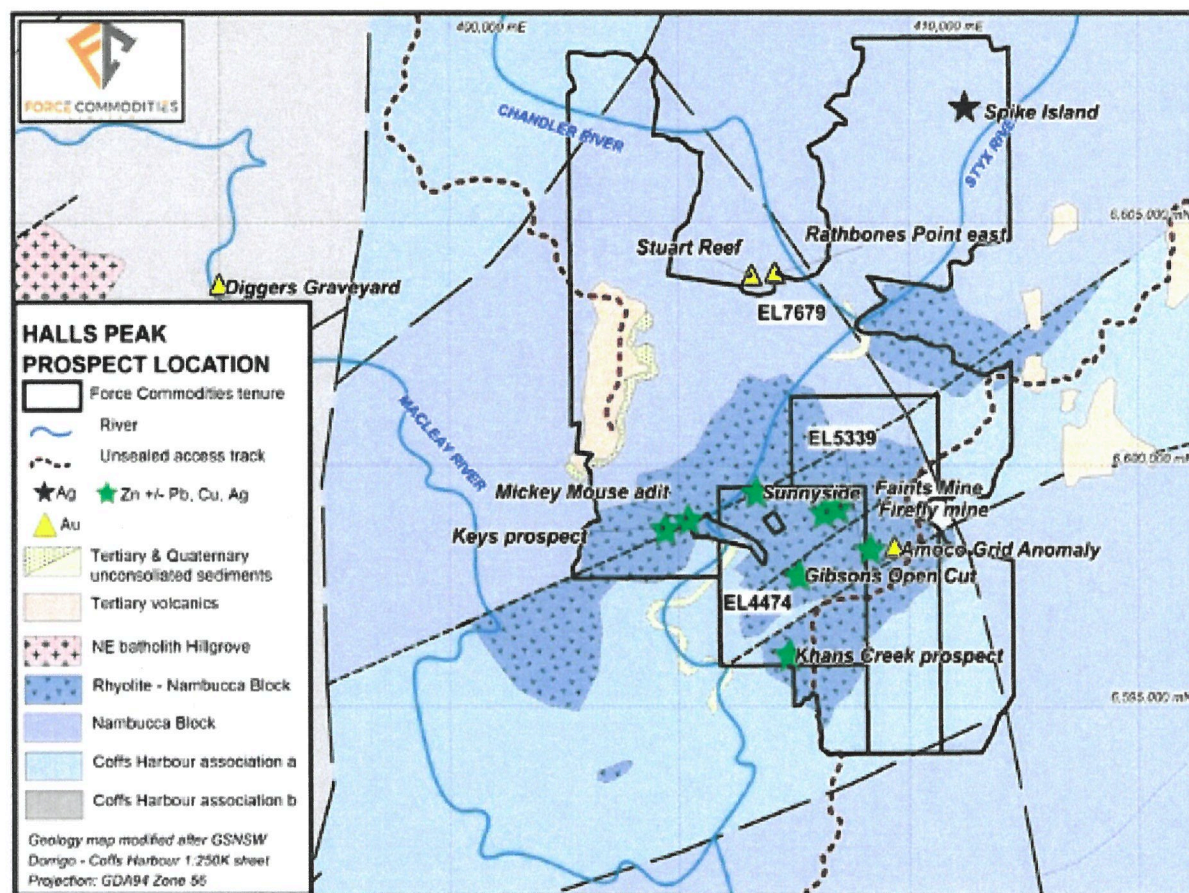 FC
FORCE COMMODITIES
400,000 mE
410,000 mE
CHANDLER RIVER
STYX RIVER
Spike Island
6,605,000 mN
Stuart Reef
Rathbones Point east
Diggers Graveyard
EL7679
HALLS PEAK
PROSPECT LOCATION
Force Commodities tenure
River
Unsealed access track
Ag
Zn +/- Pb, Cu, Ag
Au
Tertiary & Quaternary
unconsoliated sediments
Tertiary volcanics
NE batholith Hillgrove
Rhyolite - Nambucca Block
Nambucca Block
Coffs Harbour association a
Coffs Harbour association b
Geology map modified after GSNSW
Dorrigo - Coffs Harbour 1:250K sheet
Projection: GDA94 Zone 56
MACLEAY RIVER
EL5339
6,600,000 mN
Mickey Mouse adit
Sunnyside
Faints Mine
Firefly mine
Keys prospect
Amoco Grid Anomaly
Gibsons Open Cut
EL4474
Khans Creek prospect
6,595,000 mN